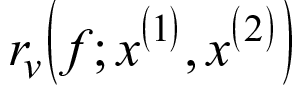 r_v(f; x^(1), x^(2))